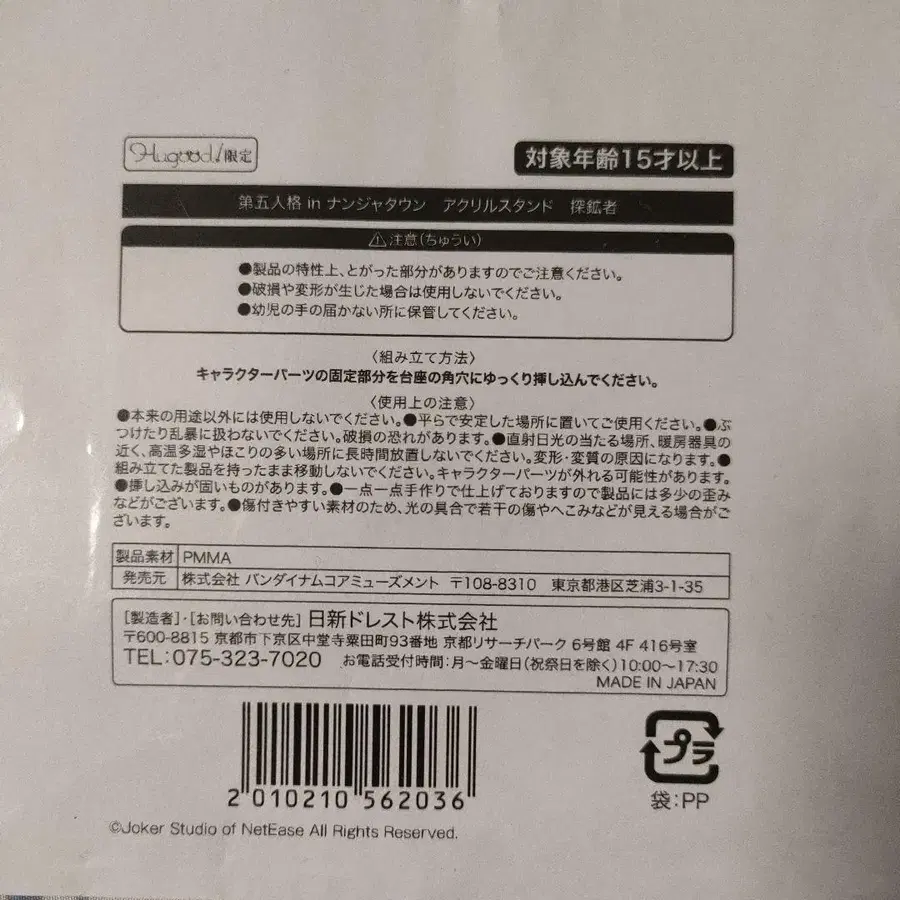 Hugood!限定
対象年齢15才以上
第五人格 in ナンジャタウン アクリルスタンド 探鉱者
⚠注意(ちゅうい)
●製品の特性上、とがった部分がありますのでご注意ください。
●破損や変形が生じた場合は使用しないでください。
●幼児の手の届かない所に保管してください。
〈組み立て方法〉
キャラクターパーツの固定部分を台座の角穴にゆっくり挿し込んでください。
〈使用上の注意〉
●本来の用途以外には使用しないでください。●平らで安定した場所に置いてご使用ください。●ぶ
つけたり乱暴に扱わないでください。破損の恐れがあります。●直射日光の当たる場所、暖房器具の
近く、高温多湿やほこりの多い場所に長時間放置しないでください。変形・変質の原因になります。●
組み立てた製品を持ったまま移動しないでください。キャラクターパーツが外れる可能性があります。
●挿し込みが固いものがあります。●一点一点手作りで仕上げておりますので製品には多少の歪み
などがございます。●傷付きやすい素材のため、光の具合で若干の傷やへこみなどが見える場合がご
ざいます。
製品素材 PMMA
発売元 株式会社 バンダイナムコアミューズメント 〒108-8310 東京都港区芝浦3-1-35
[製造者]・[お問い合わせ先] 日新ドレスト株式会社
〒600-8815 京都市下京区中堂寺粟田町93番地 京都リサーチパーク 6号館 4F 416号室
TEL:075-323-7020 お電話受付時間:月〜金曜日(祝祭日を除く)10:00〜17:30
MADE IN JAPAN
2 010210 562036
プラ
袋:PP
©Joker Studio of NetEase All Rights Reserved.